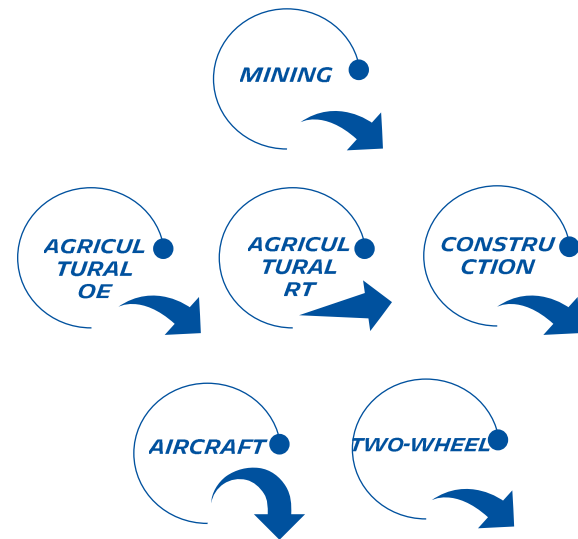 MINING
AGRICUL
TURAL
OE
AGRICUL
TURAL
RT
CONSTRU
CTION
AIRCRAFT
TWO-WHEEL